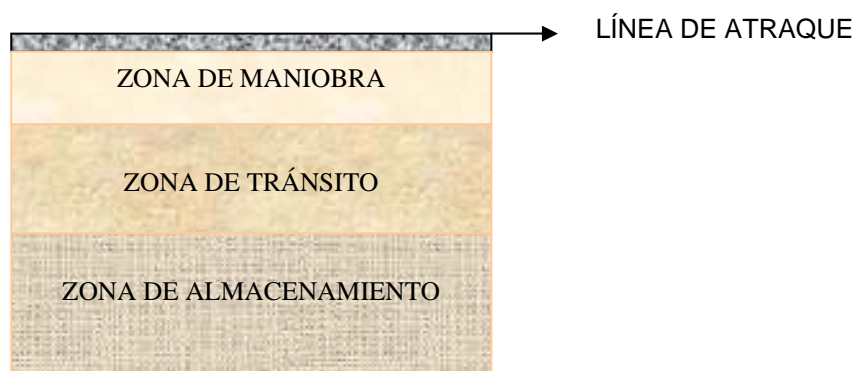 LÍNEA DE ATRAQUE
ZONA DE MANIOBRA
ZONA DE TRÁNSITO
ZONA DE ALMACENAMIENTO